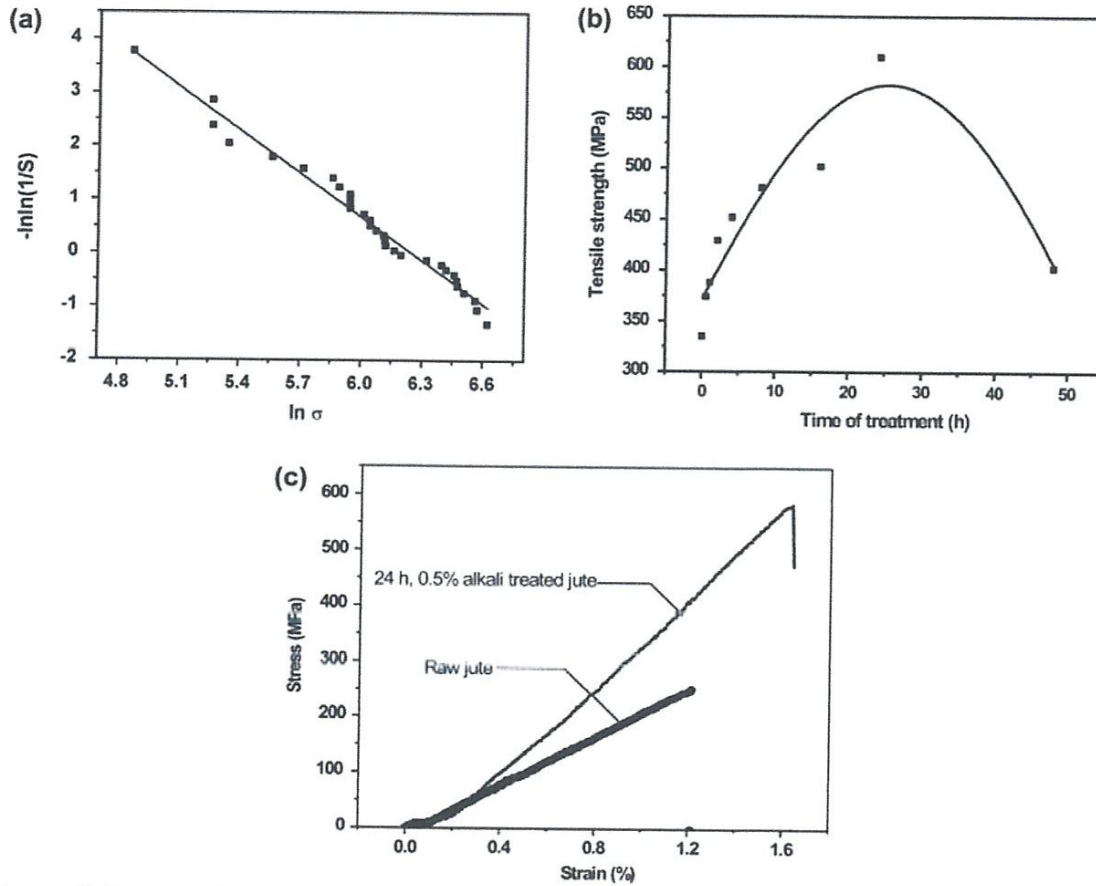 (a)
4
3
2
1
0
-1
-2
-lnln(1/S)
4.8 5.1 5.4 5.7 6.0 6.3 6.6
ln σ
(b)
650
600
550
500
450
400
350
300
Tensile strength (MPa)
0 10 20 30 40 50
Time of treatment (h)
(c)
600
500
400
300
200
100
0
Stress (MPa)
24 h, 0.5% alkali treated jute
Raw jute
0.0 0.4 0.8 1.2 1.6
Strain (%)